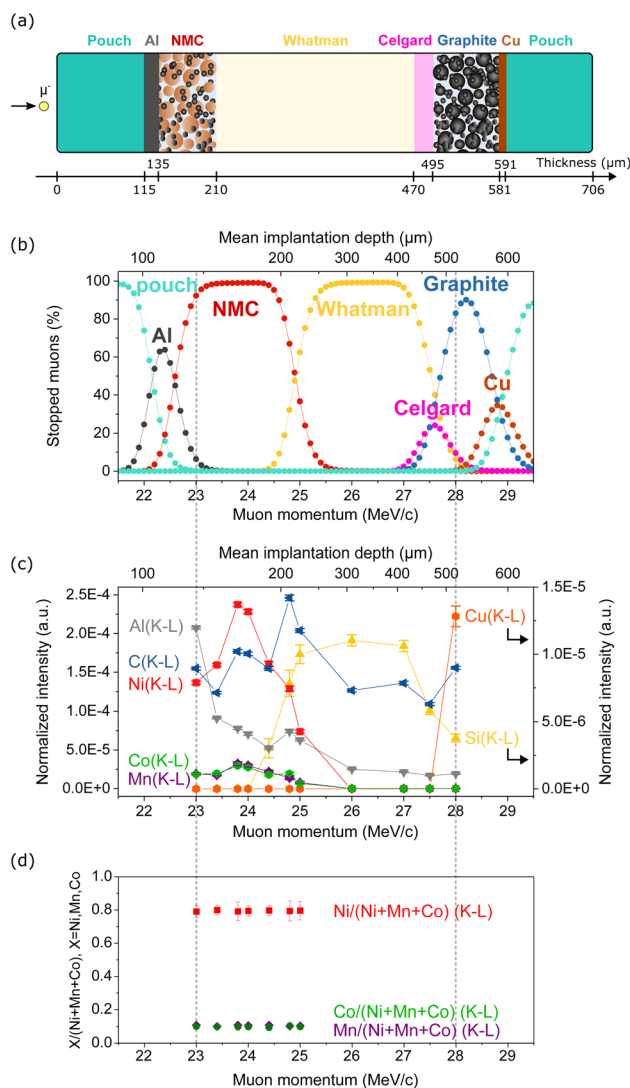 (a)
Pouch Al NMC Whatman Celgard Graphite Cu Pouch
μ-
135 495 591 Thickness (μm)
0 115 210 470 581 706
(b)
Mean implantation depth (μm)
100 200 300 400 500 600
Stopped muons (%)
100
80
60
40
20
0
pouch
Al
NMC
Whatman
Graphite
Celgard
Cu
22 23 24 25 26 27 28 29
Muon momentum (MeV/c)
(c)
Mean implantation depth (μm)
100 200 300 400 500 600
Normalized intensity (a.u.)
2.5E-4
2.0E-4
1.5E-4
1.0E-4
5.0E-5
0.0E+0
Al(K-L)
C(K-L)
Ni(K-L)
Co(K-L)
Mn(K-L)
Cu(K-L)
Si(K-L)
1.5E-5
1.0E-5
5.0E-6
0.0E+0
Normalized intensity (a.u.)
22 23 24 25 26 27 28 29
Muon momentum (MeV/c)
(d)
X/(Ni+Mn+Co), X=Ni,Mn,Co
1.0
0.8
0.6
0.4
0.2
0.0
Ni/(Ni+Mn+Co) (K-L)
Co/(Ni+Mn+Co) (K-L)
Mn/(Ni+Mn+Co) (K-L)
22 23 24 25 26 27 28 29
Muon momentum (MeV/c)